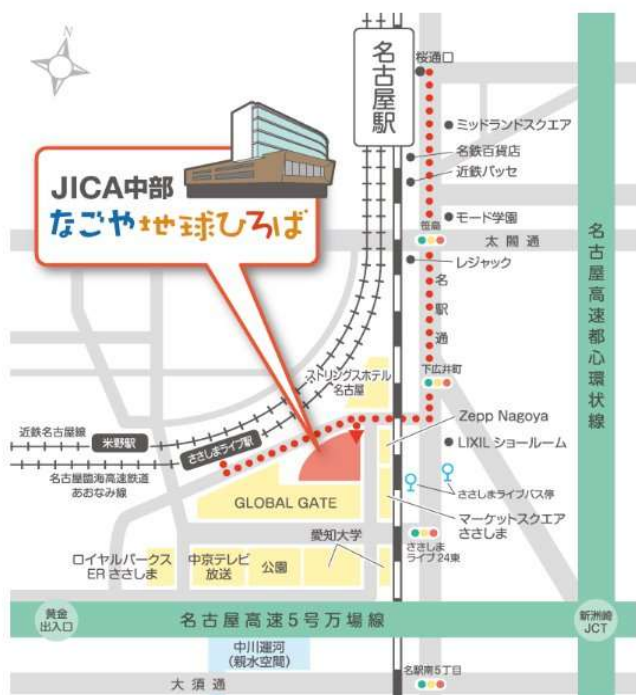 N
名古屋駅
桜通口
ミッドランドスクエア
名鉄百貨店
近鉄パッセ
JICA中部
なごや地球ひろば
モード学園
笹島
太閤通
レジャック
名駅通
名古屋高速都心環状線
下広井町
ストリングスホテル
名古屋
Zepp Nagoya
近鉄名古屋線
米野駅
ささしまライブ駅
LIXIL ショールーム
名古屋臨海高速鉄道
あおなみ線
ささしまライブバス停
GLOBAL GATE
マーケットスクエア
ささしま
愛知大学
ささしま
ライブ24東
ロイヤルパークス
ER ささしま
中京テレビ
放送
公園
黄金
出入口
名古屋高速5号万場線
新洲崎
JCT
中川運河
(親水空間)
大須通
名駅南5丁目